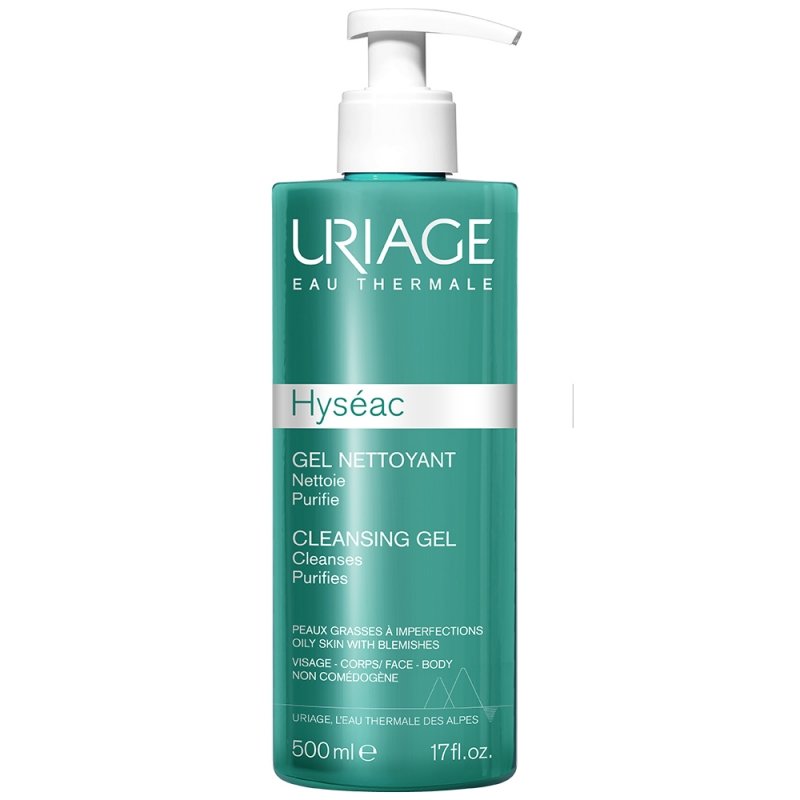 URIAGE
EAU THERMALE
Hyséac
GEL NETTOYANT
Nettoie
Purifie
CLEANSING GEL
Cleanses
Purifies
PEAUX GRASSES À IMPERFECTIONS
OILY SKIN WITH BLEMISHES
VISAGE - CORPS/ FACE - BODY
NON COMÉDOGÈNE
URIAGE, L'EAU THERMALE DES ALPES
500 ml e 17fl.oz.